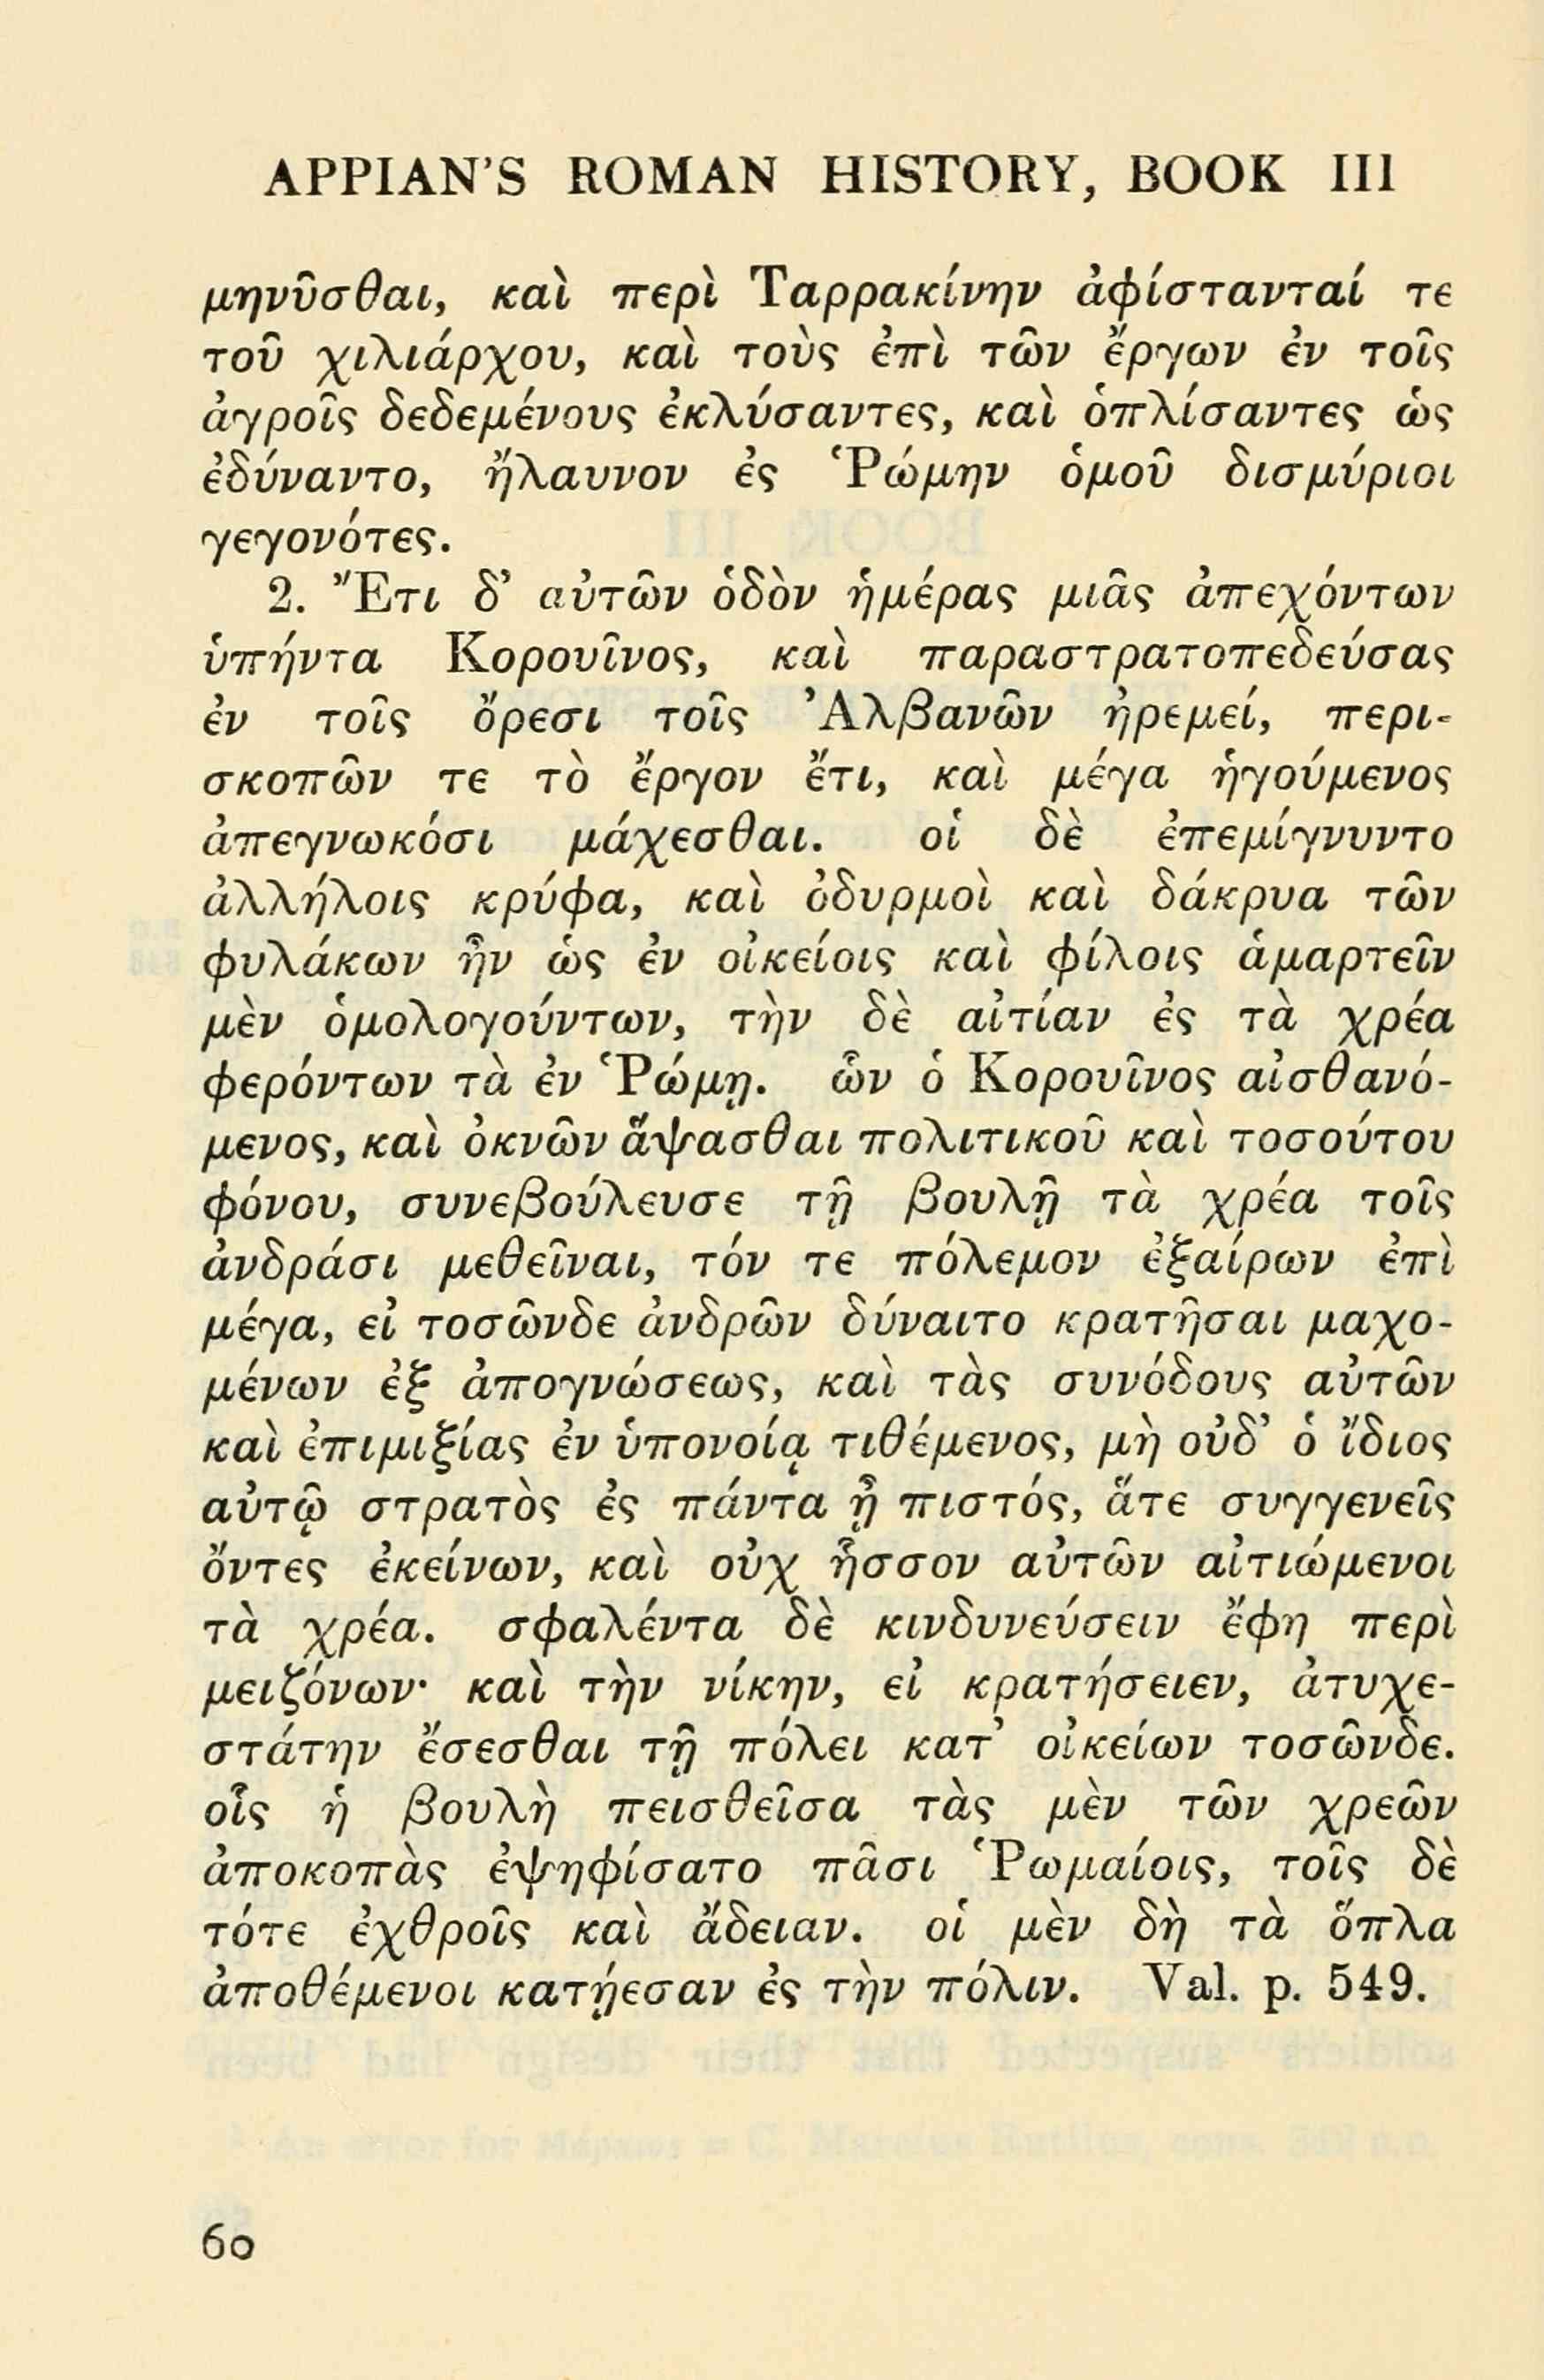 APPIAN'S ROMAN HISTORY, BOOK III
μηνῦσθαι, καὶ περὶ Ταρρακίνην ἀφίστανταί τε
τοῦ χιλιάρχου, καὶ τοὺς ἐπὶ τῶν ἔργων ἐν τοῖς
ἀγροῖς δεδεμένους ἐκλύσαντες, καὶ ὁπλίσαντες ὡς
ἐδύναντο, ἤλαυνον ἐς Ῥώμην ὁμοῦ δισμύριοι
γεγονότες.
2. Ἔτι δ' αὐτῶν ὁδὸν ἡμέρας μιᾶς ἀπεχόντων
ὑπήντα Κορουῖνος, καὶ παραστρατοπεδεύσας
ἐν τοῖς ὄρεσι τοῖς Ἀλβανῶν ἠρεμεί, περι-
σκοπῶν τε τὸ ἔργον ἔτι, καὶ μέγα ἡγούμενος
ἀπεγνωκόσι μάχεσθαι. οἱ δὲ ἐπεμίγνυντο
ἀλλήλοις κρύφα, καὶ ὀδυρμοὶ καὶ δάκρυα τῶν
φυλάκων ἦν ὡς ἐν οἰκείοις καὶ φίλοις ἁμαρτεῖν
μὲν ὁμολογούντων, τὴν δὲ αἰτίαν ἐς τὰ χρέα
φερόντων τὰ ἐν Ῥώμῃ. ὧν ὁ Κορουῖνος αἰσθανό-
μενος, καὶ ὀκνῶν ἅψασθαι πολιτικοῦ καὶ τοσούτου
φόνου, συνεβούλευσε τῇ βουλῇ τὰ χρέα τοῖς
ἀνδράσι μεθεῖναι, τόν τε πόλεμον ἐξαίρων ἐπὶ
μέγα, εἰ τοσῶνδε ἀνδρῶν δύναιτο κρατῆσαι μαχο-
μένων ἐξ ἀπογνώσεως, καὶ τὰς συνόδους αὐτῶν
καὶ ἐπιμιξίας ἐν ὑπονοίᾳ τιθέμενος, μὴ οὐδ' ὁ ἴδιος
αὐτῷ στρατὸς ἐς πάντα ᾖ πιστός, ἅτε συγγενεῖς
ὄντες ἐκείνων, καὶ οὐχ ἧσσον αὐτῶν αἰτιώμενοι
τὰ χρέα. σφαλέντα δὲ κινδυνεύσειν ἔφη περὶ
μειζόνων· καὶ τὴν νίκην, εἰ κρατήσειεν, ἀτυχε-
στάτην ἔσεσθαι τῇ πόλει κατ' οἰκείων τοσῶνδε.
οἷς ἡ βουλὴ πεισθεῖσα τὰς μὲν τῶν χρεῶν
ἀποκοπὰς ἐψηφίσατο πᾶσι Ῥωμαίοις, τοῖς δὲ
τότε ἐχθροῖς καὶ ἄδειαν. οἱ μὲν δὴ τὰ ὅπλα
ἀποθέμενοι κατῄεσαν ἐς τὴν πόλιν. Val. p. 549.
60